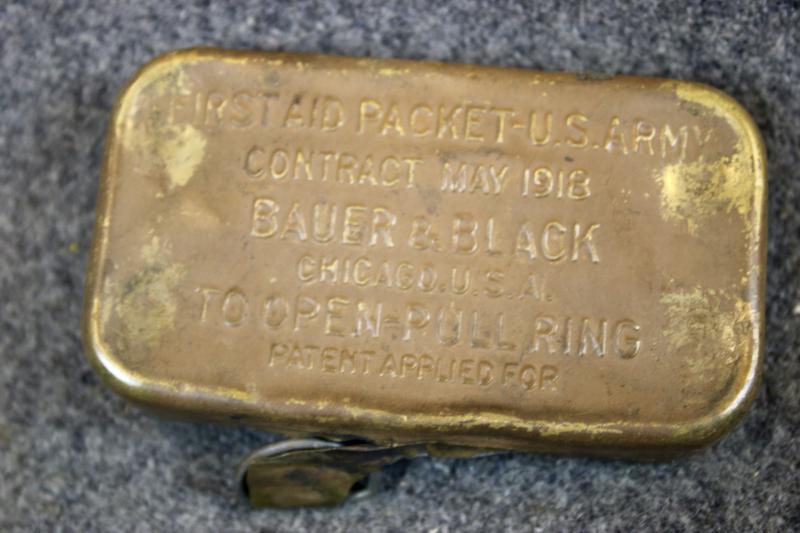 FIRST AID PACKET-U.S. ARMY
CONTRACT MAY 1918
BAUER & BLACK
CHICAGO. U.S.A.
TO OPEN-PULL RING
PATENT APPLIED FOR